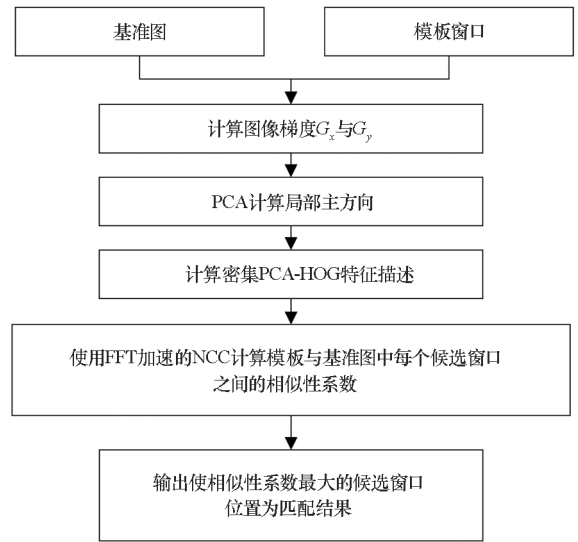 基准图
模板窗口
计算图像梯度Gx与Gy
PCA计算局部主方向
计算密集PCA-HOG特征描述
使用FFT加速的NCC计算模板与基准图中每个候选窗口
之间的相似性系数
输出使相似性系数最大的候选窗口
位置为匹配结果